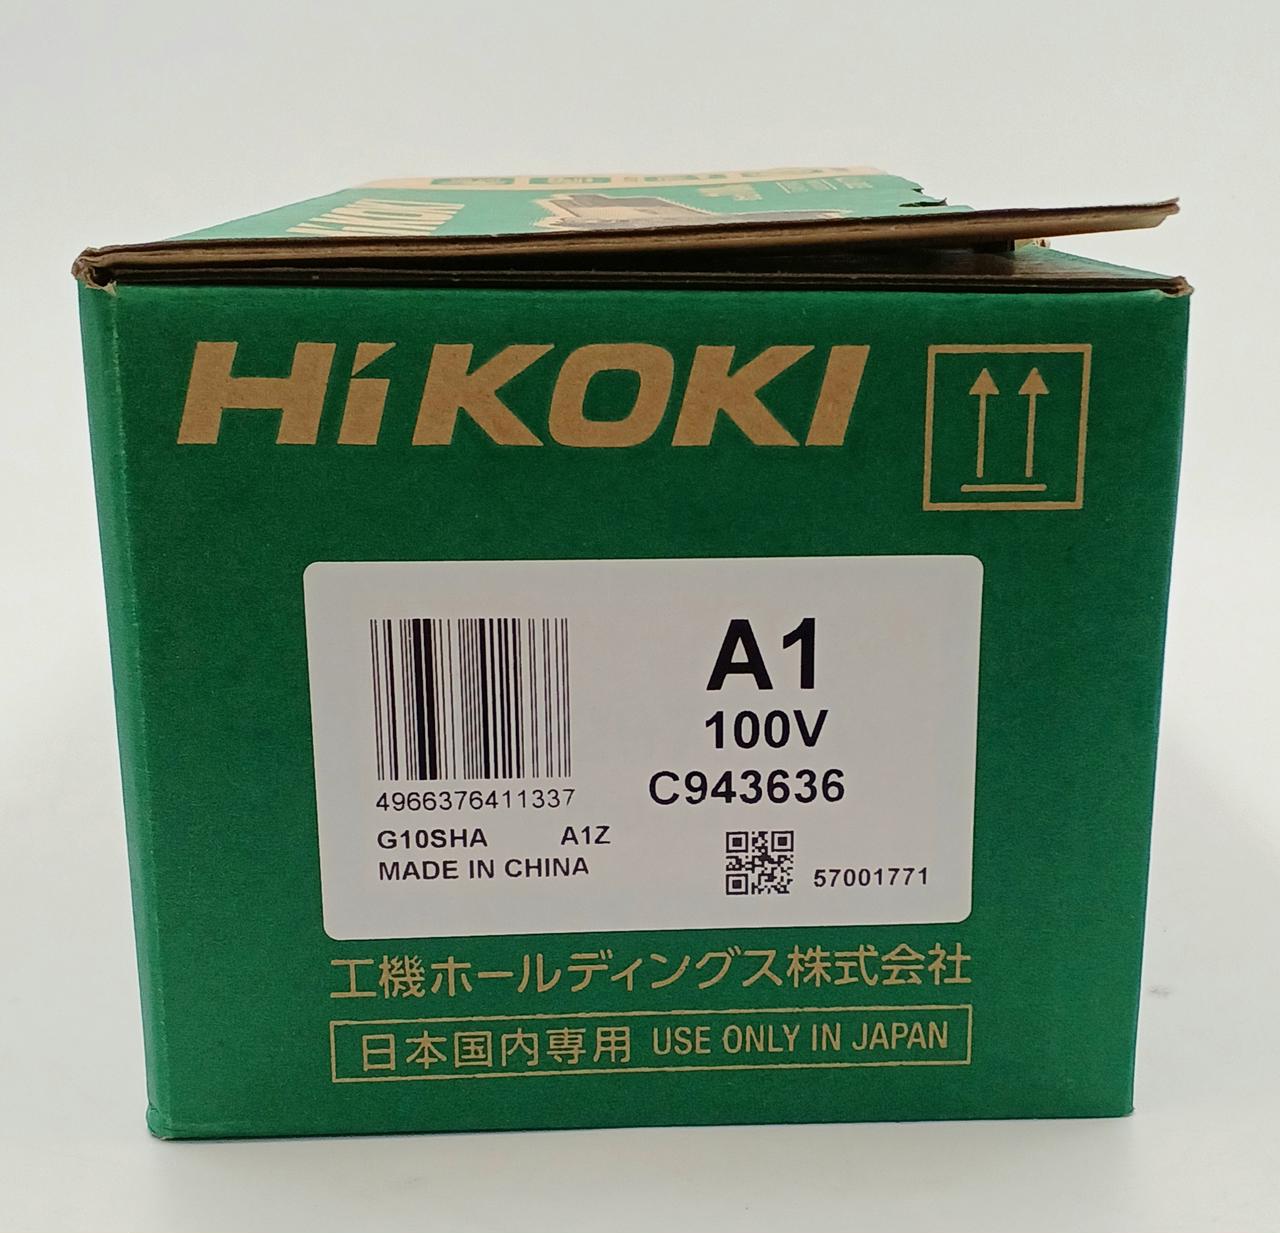 HiKOKI
HiKOKI
A1
100V
C943636
4966376411337
G10SHA A1Z
MADE IN CHINA
57001771
工機ホールディングス株式会社
日本国内専用 USE ONLY IN JAPAN